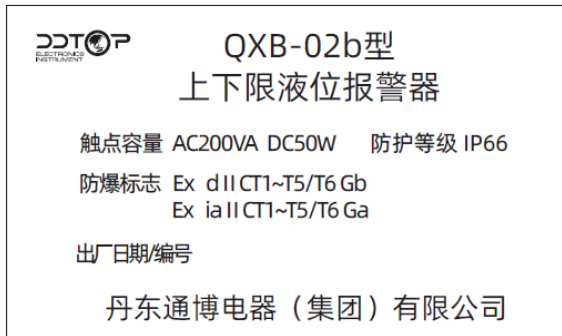 DDTOP
ELECTRONICS
INSTRUMENT
QXB-02b型
上下限液位报警器
触点容量 AC200VA DC50W 防护等级 IP66
防爆标志 Ex d II CT1~T5/T6 Gb
Ex ia II CT1~T5/T6 Ga
出厂日期/编号
丹东通博电器（集团）有限公司